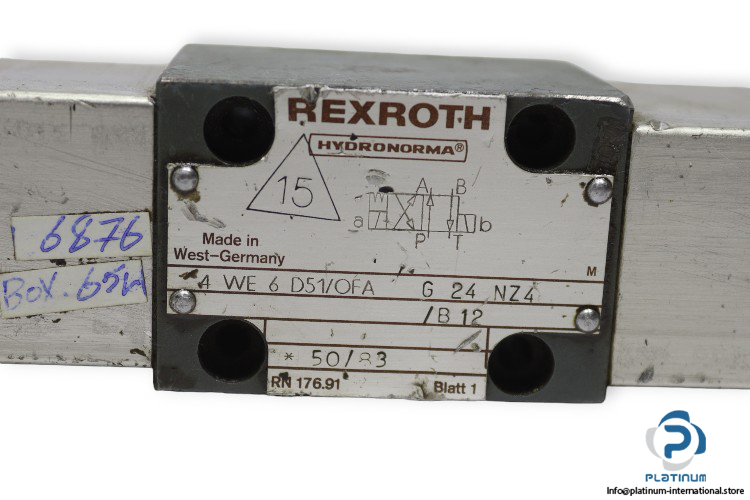 REXROTH
HYDRONORMA®
15
A B
a b
P T
Made in
West-Germany
M
4 WE 6 D51/OFA G 24 NZ4
/B 12
* 50/83
RN 176.91 Blatt 1
6876
BOX. 65W
PLATINUM
Info@platinum-international.store